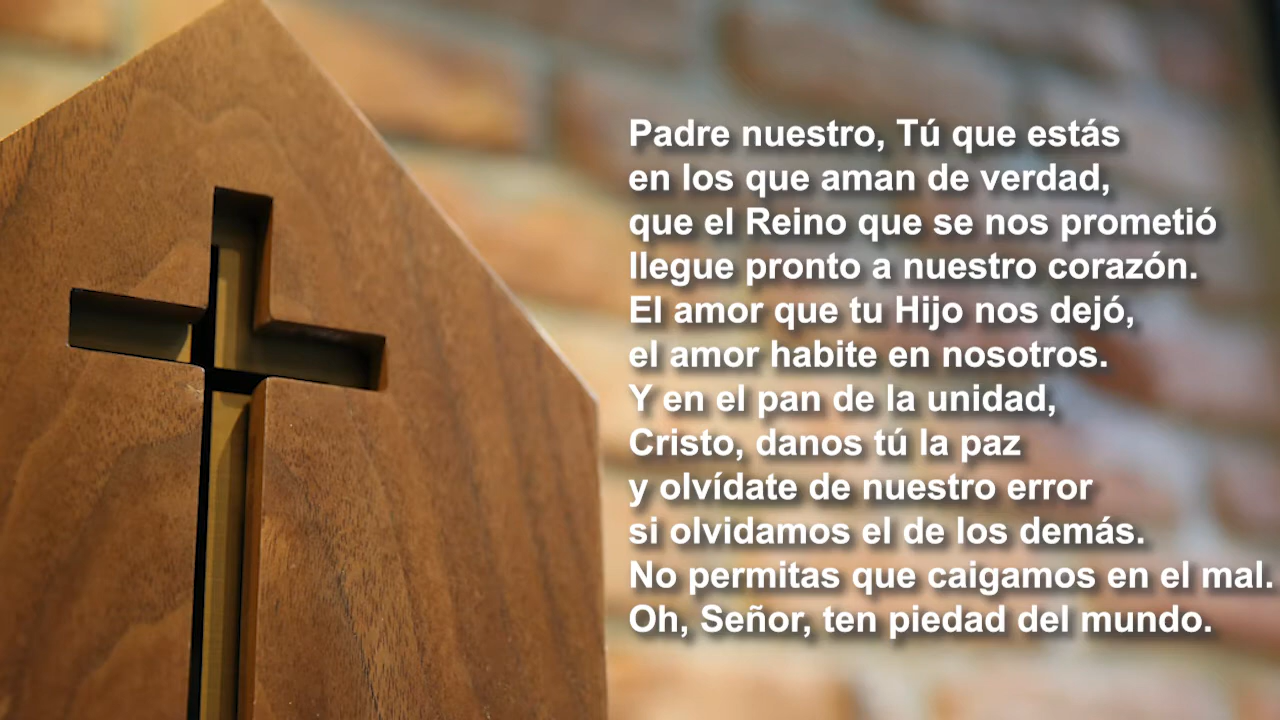 Padre nuestro, Tú que estás
en los que aman de verdad,
que el Reino que se nos prometió
llegue pronto a nuestro corazón.
El amor que tu Hijo nos dejó,
el amor habite en nosotros.
Y en el pan de la unidad,
Cristo, danos tú la paz
y olvídate de nuestro error
si olvidamos el de los demás.
No permitas que caigamos en el mal.
Oh, Señor, ten piedad del mundo.